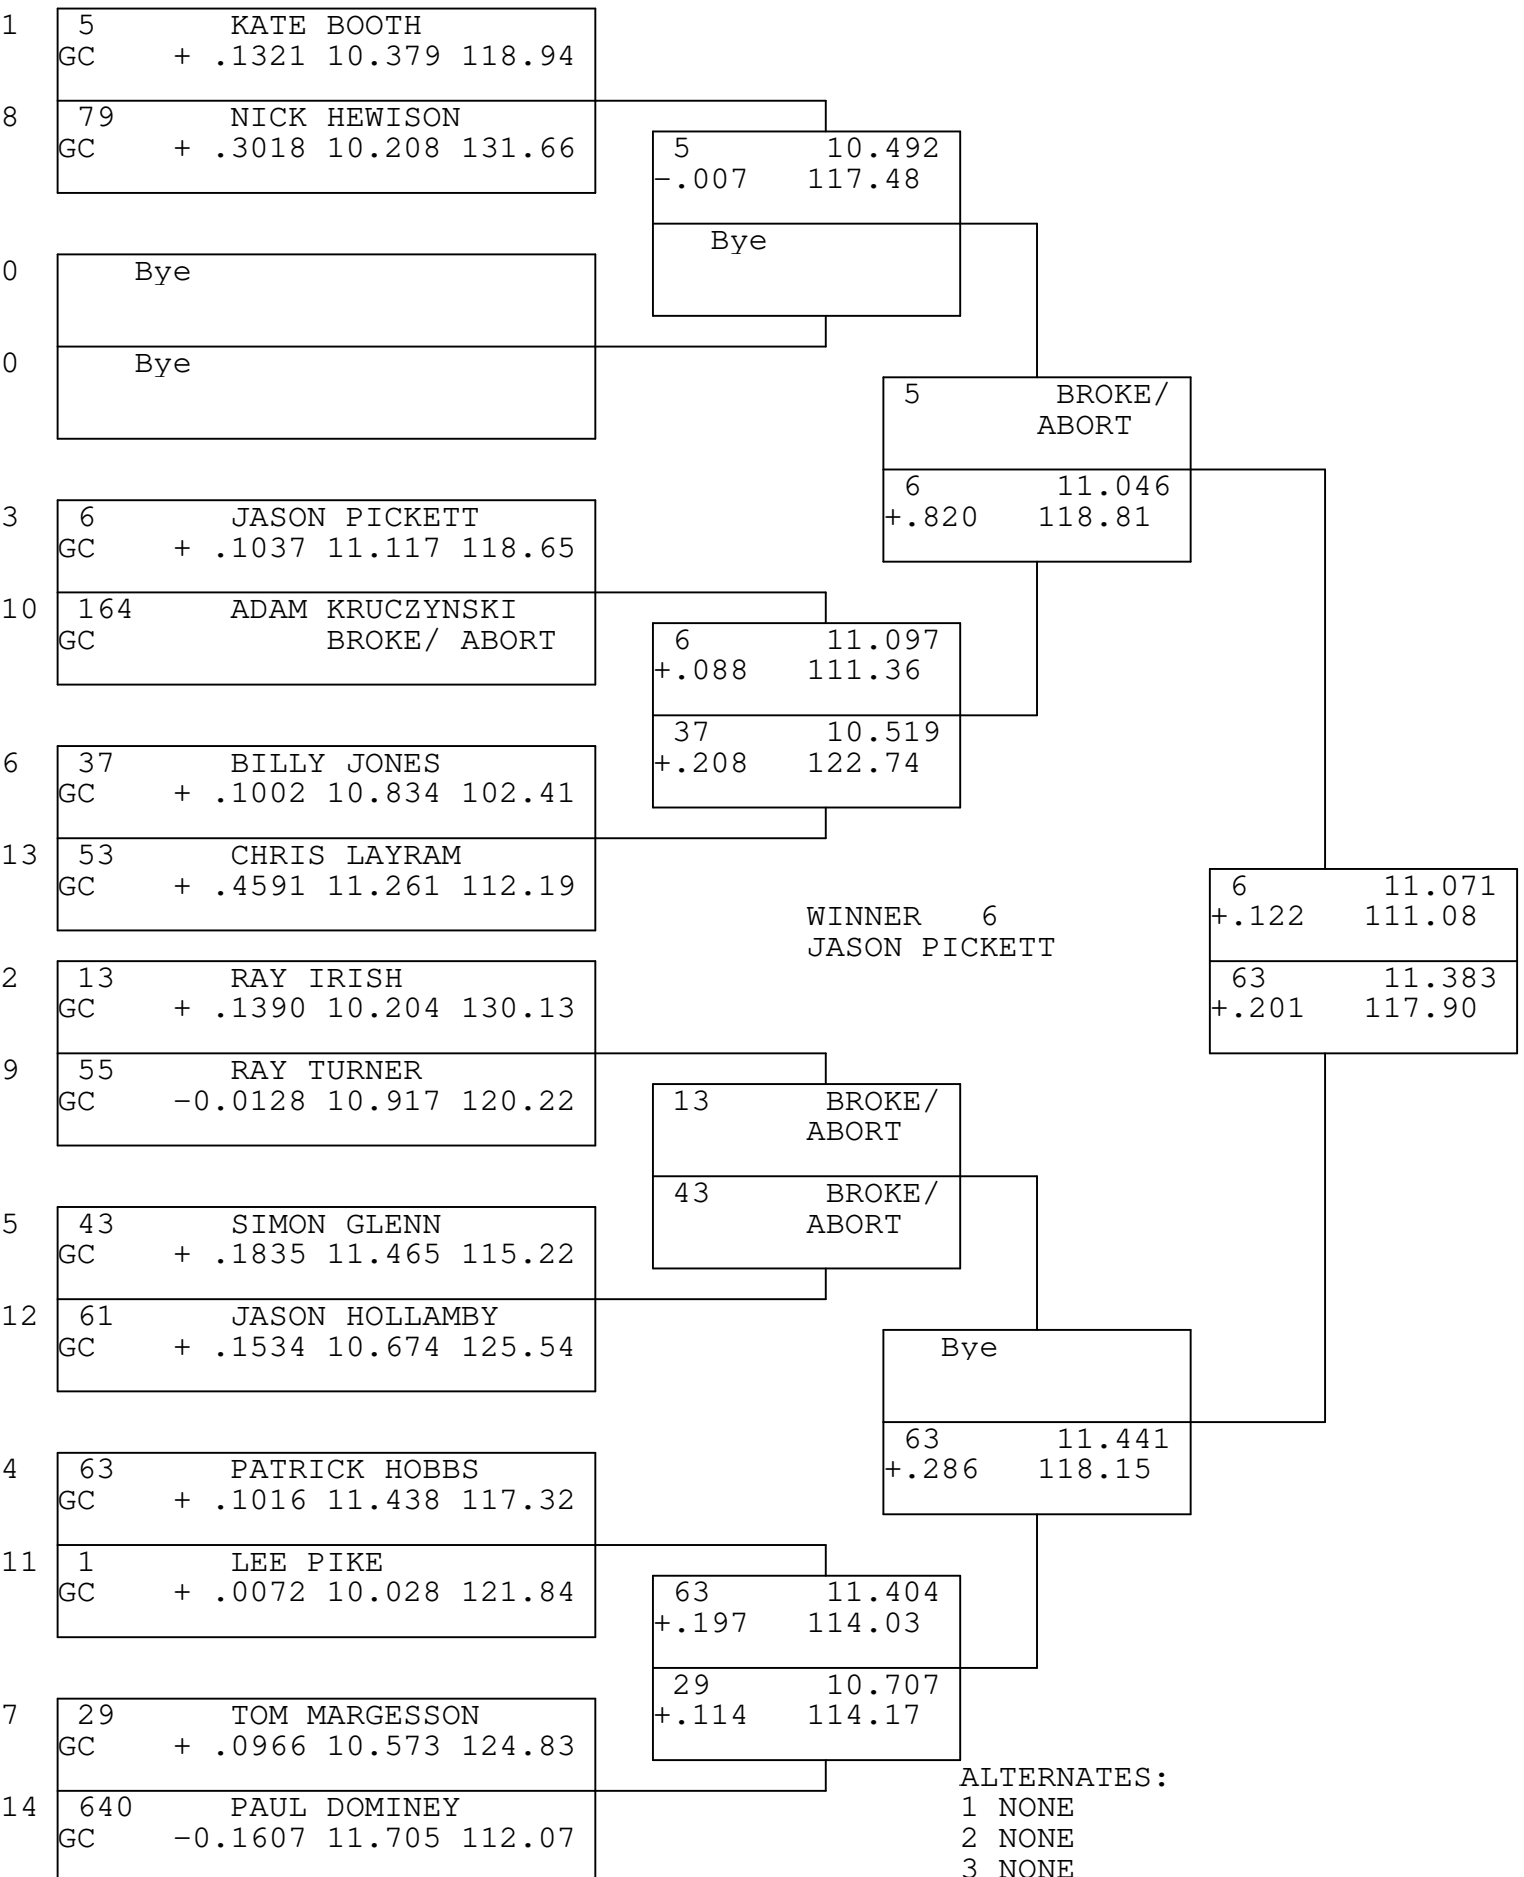 1 5 KATE BOOTH
GC + .1321 10.379 118.94
8 79 NICK HEWISON
GC + .3018 10.208 131.66
0 Bye
0 Bye
3 6 JASON PICKETT
GC + .1037 11.117 118.65
10 164 ADAM KRUCZYNSKI
GC BROKE/ ABORT
6 37 BILLY JONES
GC + .1002 10.834 102.41
13 53 CHRIS LAYRAM
GC + .4591 11.261 112.19
2 13 RAY IRISH
GC + .1390 10.204 130.13
9 55 RAY TURNER
GC -0.0128 10.917 120.22
5 43 SIMON GLENN
GC + .1835 11.465 115.22
12 61 JASON HOLLAMBY
GC + .1534 10.674 125.54
4 63 PATRICK HOBBS
GC + .1016 11.438 117.32
11 1 LEE PIKE
GC + .0072 10.028 121.84
7 29 TOM MARGESSON
GC + .0966 10.573 124.83
14 640 PAUL DOMINEY
GC -0.1607 11.705 112.07
5 10.492
-.007 117.48
Bye
6 11.097
+.088 111.36
37 10.519
+.208 122.74
13 BROKE/
ABORT
43 BROKE/
ABORT
63 11.404
+.197 114.03
29 10.707
+.114 114.17
5 BROKE/
ABORT
6 11.046
+.820 118.81
Bye
63 11.441
+.286 118.15
6 11.071
+.122 111.08
63 11.383
+.201 117.90
WINNER 6
JASON PICKETT
ALTERNATES:
1 NONE
2 NONE
3 NONE